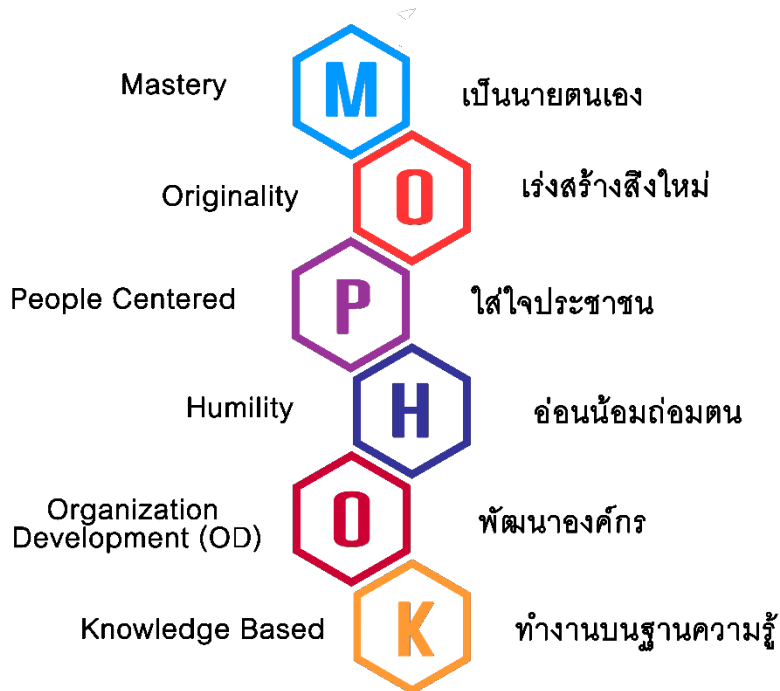 Mastery M เป็นนายตนเอง
Originality O เร่งสร้างสิ่งใหม่
People Centered P ใส่ใจประชาชน
Humility H อ่อนน้อมถ่อมตน
Organization
Development (OD) O พัฒนาองค์กร
Knowledge Based K ทำงานบนฐานความรู้